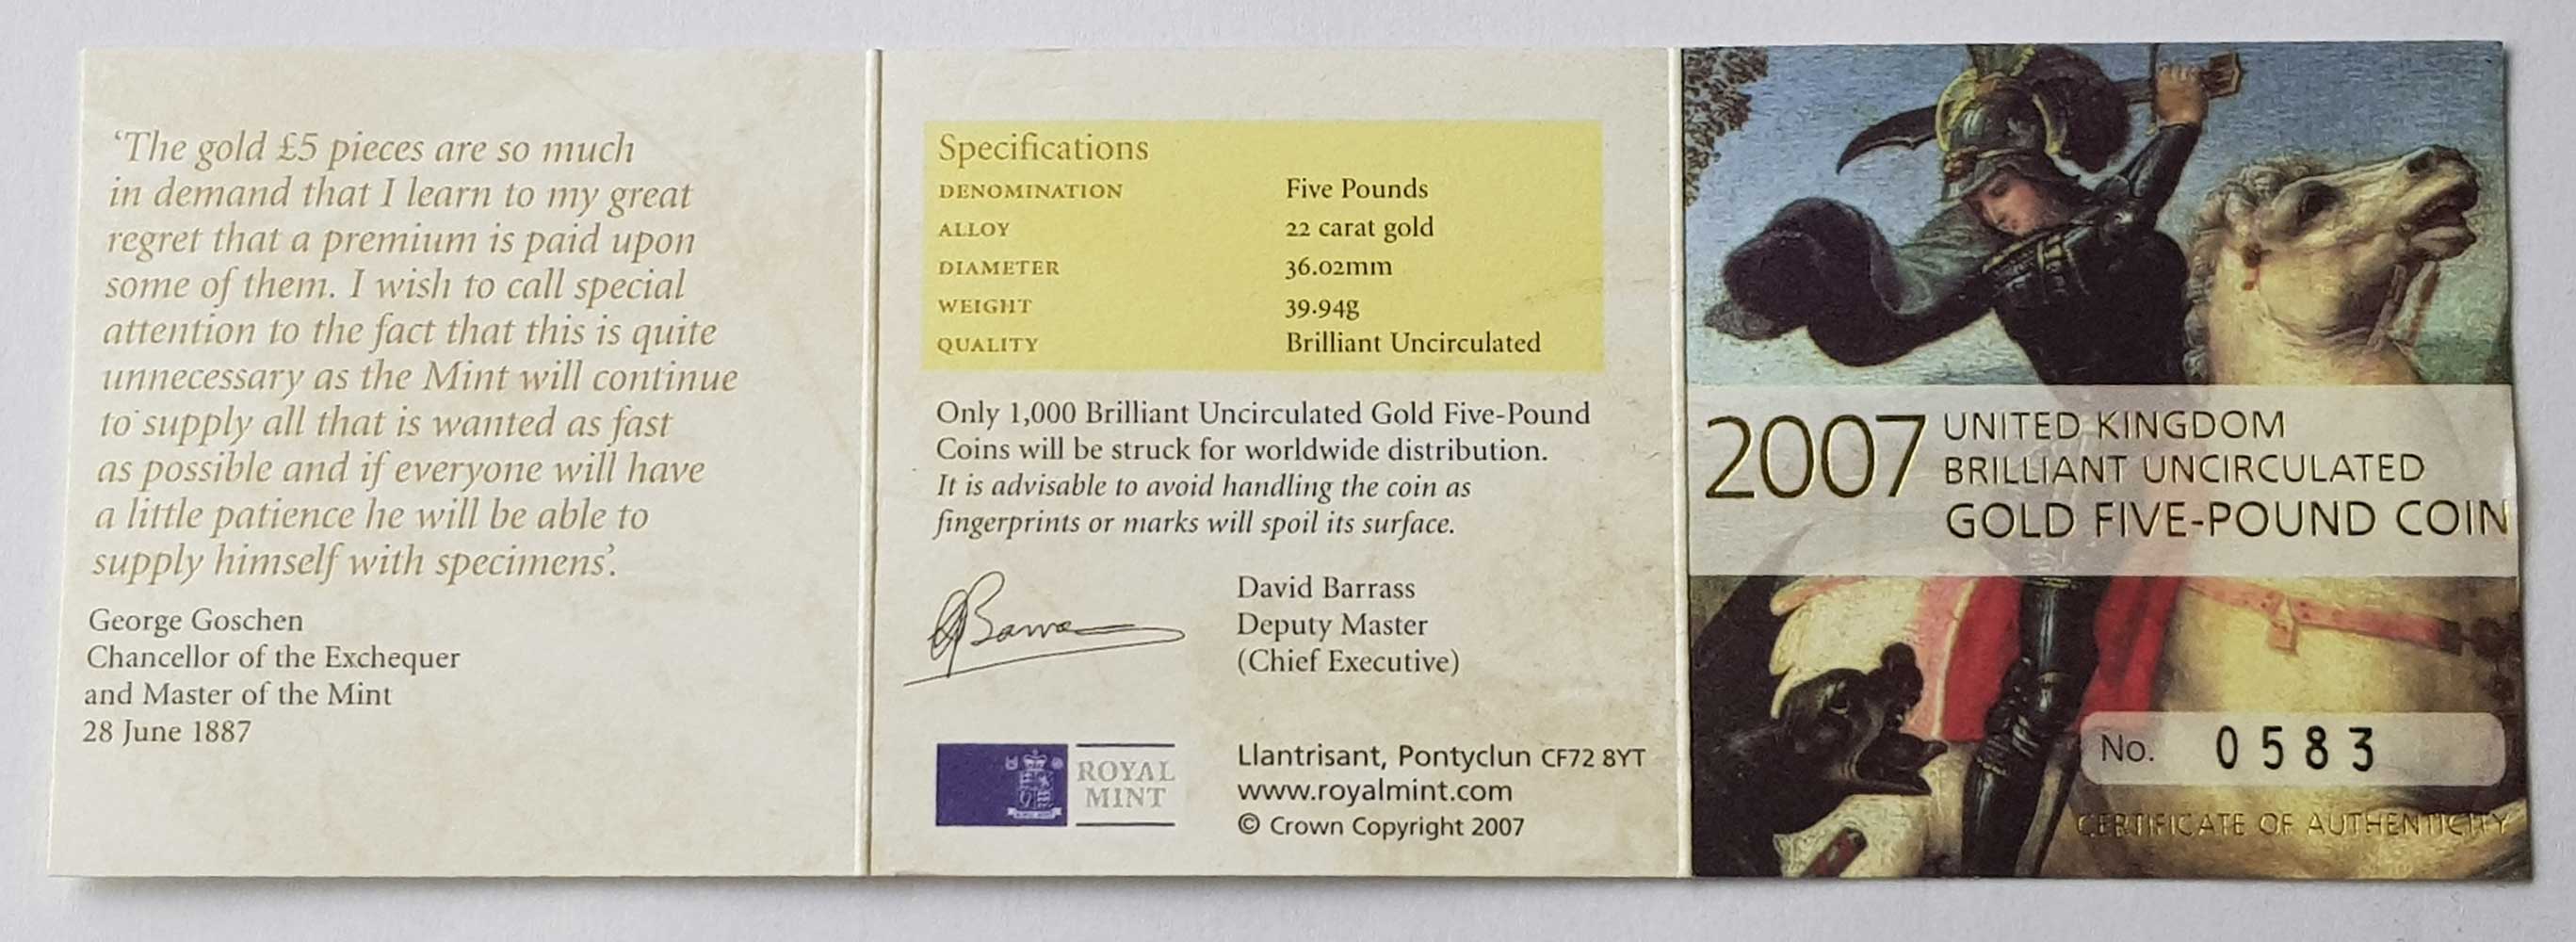 ‘The gold £5 pieces are so much
in demand that I learn to my great
regret that a premium is paid upon
some of them. I wish to call special
attention to the fact that this is quite
unnecessary as the Mint will continue
to supply all that is wanted as fast
as possible and if everyone will have
a little patience he will be able to
supply himself with specimens’.
George Goschen
Chancellor of the Exchequer
and Master of the Mint
28 June 1887
Specifications
DENOMINATION Five Pounds
ALLOY 22 carat gold
DIAMETER 36.02mm
WEIGHT 39.94g
QUALITY Brilliant Uncirculated
Only 1,000 Brilliant Uncirculated Gold Five-Pound
Coins will be struck for worldwide distribution.
It is advisable to avoid handling the coin as
fingerprints or marks will spoil its surface.
David Barrass
Deputy Master
(Chief Executive)
ROYAL
MINT
Llantrisant, Pontyclun CF72 8YT
www.royalmint.com
© Crown Copyright 2007
2007 UNITED KINGDOM
BRILLIANT UNCIRCULATED
GOLD FIVE-POUND COIN
No. 0583
CERTIFICATE OF AUTHENTICITY